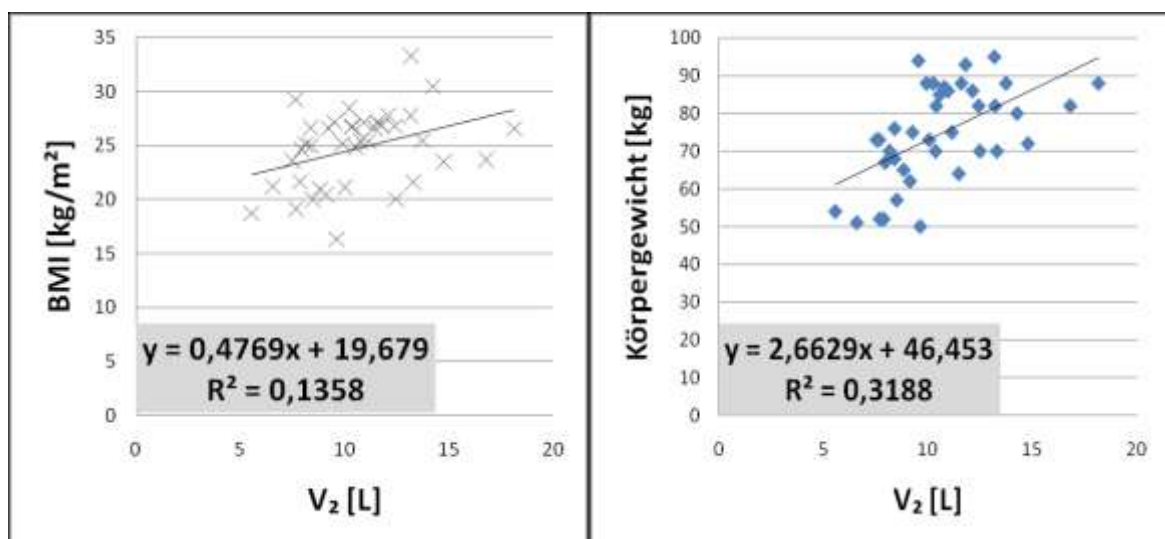 BMI [kg/m²]
35
30
25
20
15
10
5
0
y = 0,4769x + 19,679
R² = 0,1358
0 5 10 15 20
V₂ [L]
Körpergewicht [kg]
100
90
80
70
60
50
40
30
20
10
0
y = 2,6629x + 46,453
R² = 0,3188
0 5 10 15 20
V₂ [L]